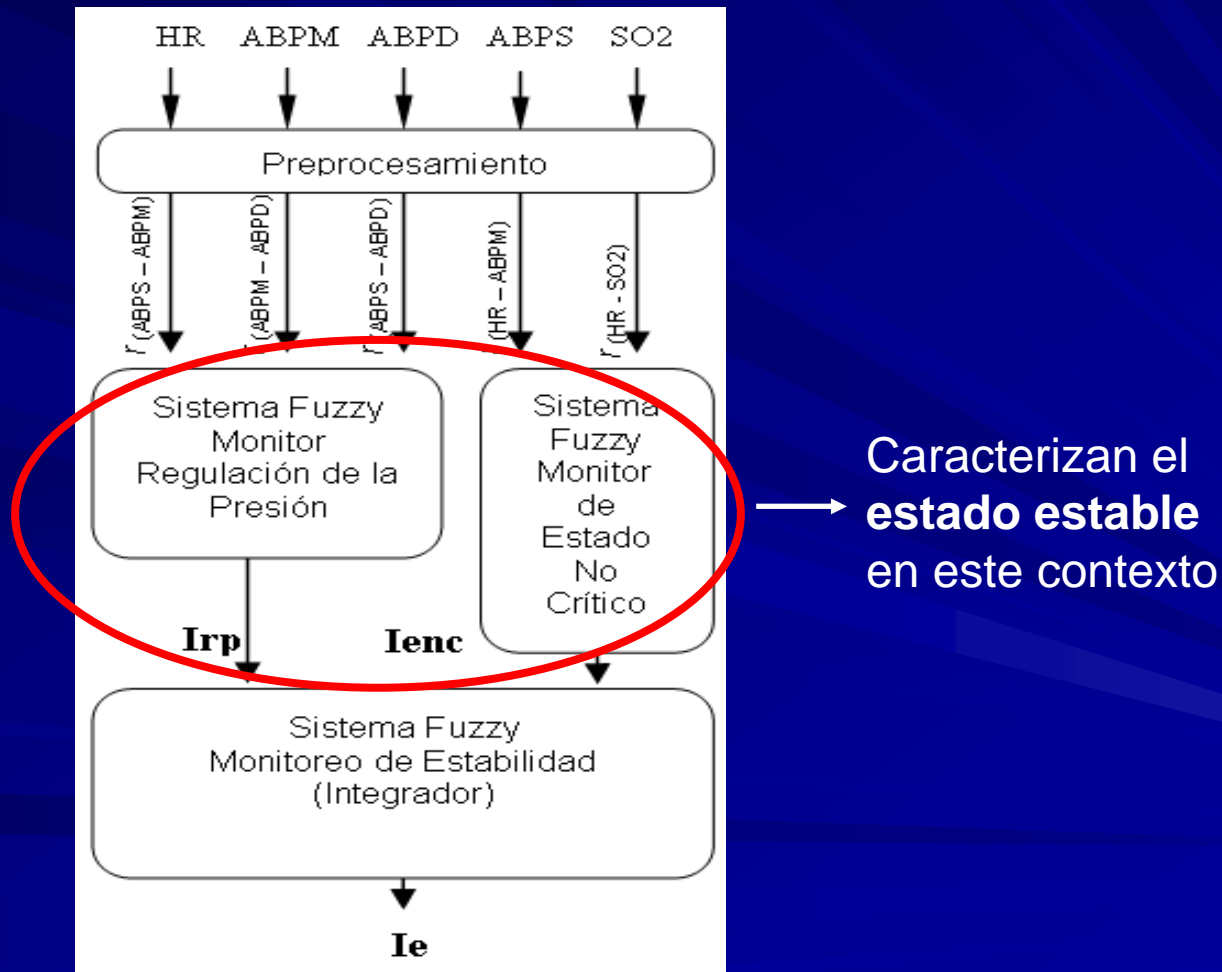 HR ABPM ABPD ABPS SO2
Preprocesamiento
r (ABPS – ABPM)
r (ABPM – ABPD)
r (ABPS – ABPD)
r (HR – ABPM)
r (HR - SO2)
Sistema Fuzzy
Monitor
Regulación de la
Presión
Sistema
Fuzzy
Monitor
de
Estado
No
Crítico
Irp
Ienc
Sistema Fuzzy
Monitoreo de Estabilidad
(Integrador)
Ie
Caracterizan el
estado estable
en este contexto